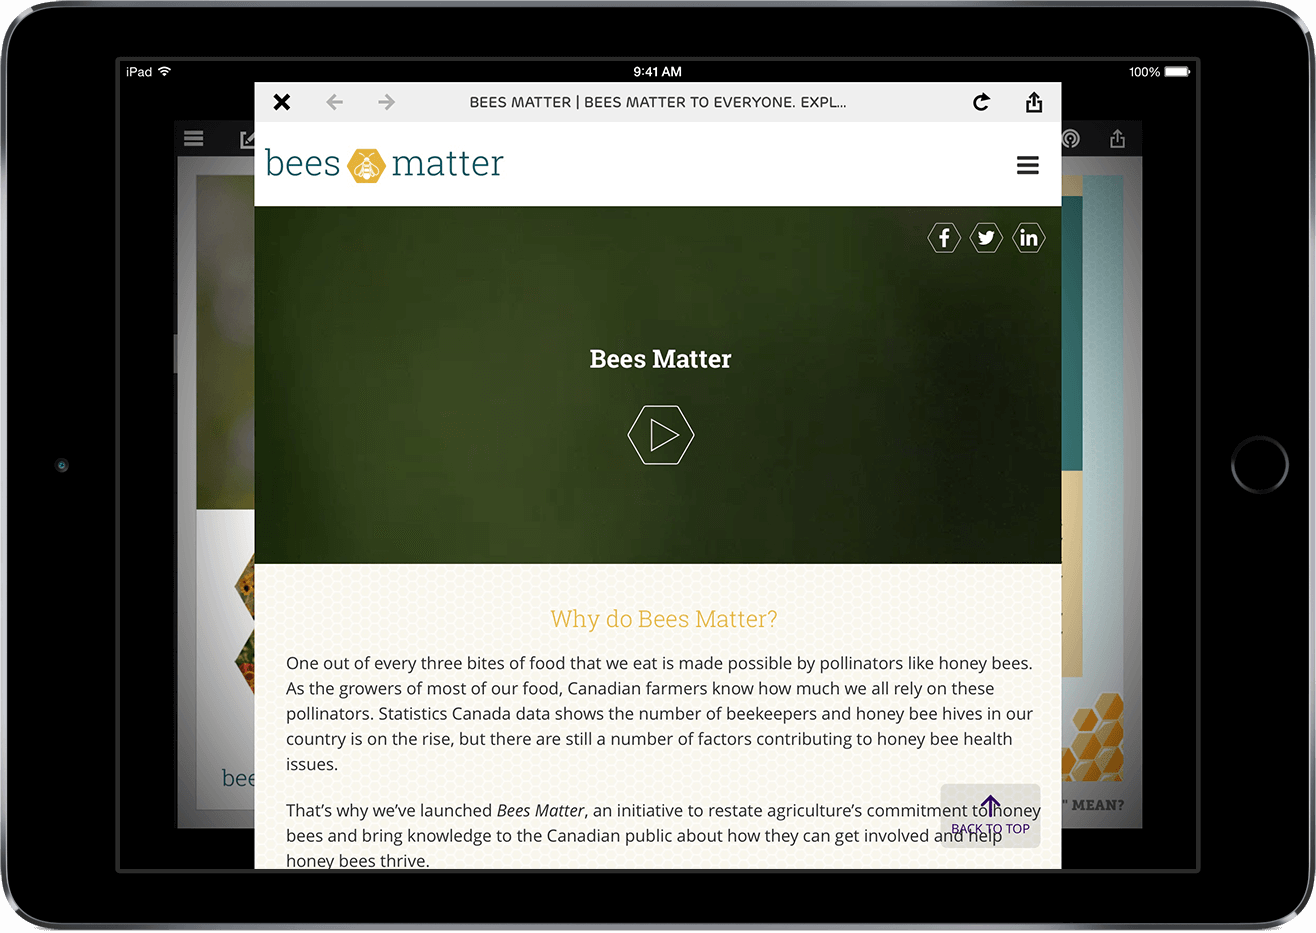 iPad 9:41 AM 100%
BEES MATTER | BEES MATTER TO EVERYONE. EXPL...
bees matter
Bees Matter
Why do Bees Matter?
One out of every three bites of food that we eat is made possible by pollinators like honey bees.
As the growers of most of our food, Canadian farmers know how much we all rely on these
pollinators. Statistics Canada data shows the number of beekeepers and honey bee hives in our
country is on the rise, but there are still a number of factors contributing to honey bee health
issues.
That's why we've launched Bees Matter, an initiative to restate agriculture's commitment to honey
bees and bring knowledge to the Canadian public about how they can get involved and help
honey bees thrive.
BACK TO TOP
bee
" MEAN?